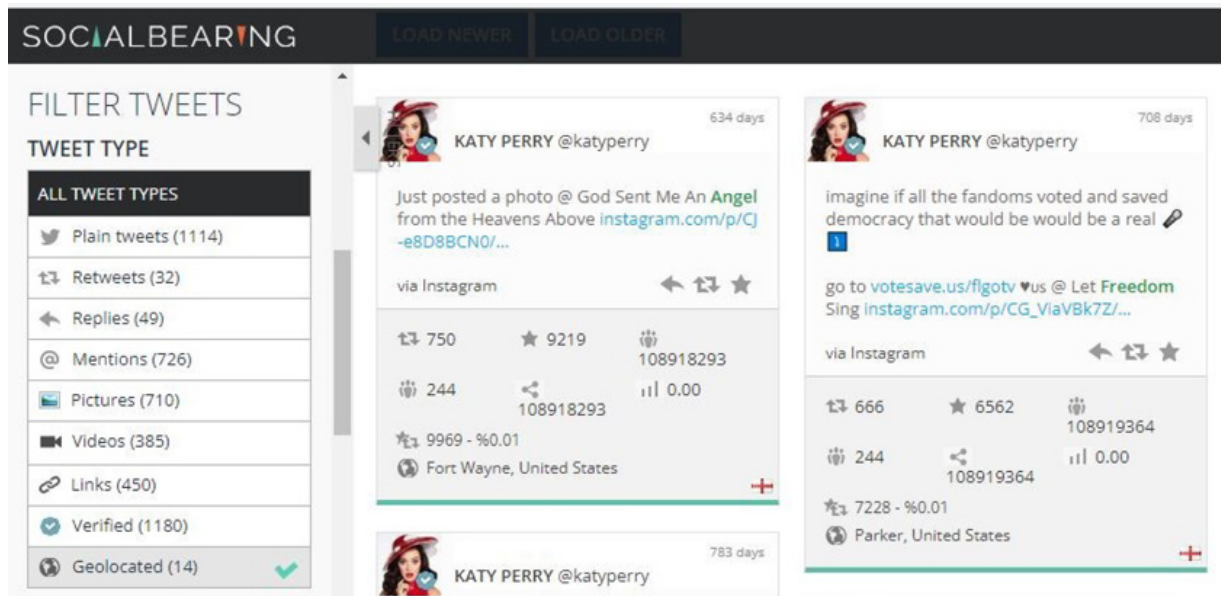 SOCIALBEARING
LOAD NEWER
LOAD OLDER
FILTER TWEETS
TWEET TYPE
ALL TWEET TYPES
Plain tweets (1114)
Retweets (32)
Replies (49)
@ Mentions (726)
Pictures (710)
Videos (385)
Links (450)
Verified (1180)
Geolocated (14)
634 days
KATY PERRY @katyperry
Just posted a photo @ God Sent Me An Angel
from the Heavens Above instagram.com/p/CJ
-e8D8BCN0/...
via Instagram
750 9219
108918293
244 0.00
108918293
9969 - %0.01
Fort Wayne, United States
783 days
KATY PERRY @katyperry
708 days
KATY PERRY @katyperry
imagine if all the fandoms voted and saved
democracy that would be would be a real 🎤
⤵
go to votesave.us/flgotv ♥us @ Let Freedom
Sing instagram.com/p/CG_ViaVBk7Z/...
via Instagram
666 6562
108919364
244 0.00
108919364
7228 - %0.01
Parker, United States